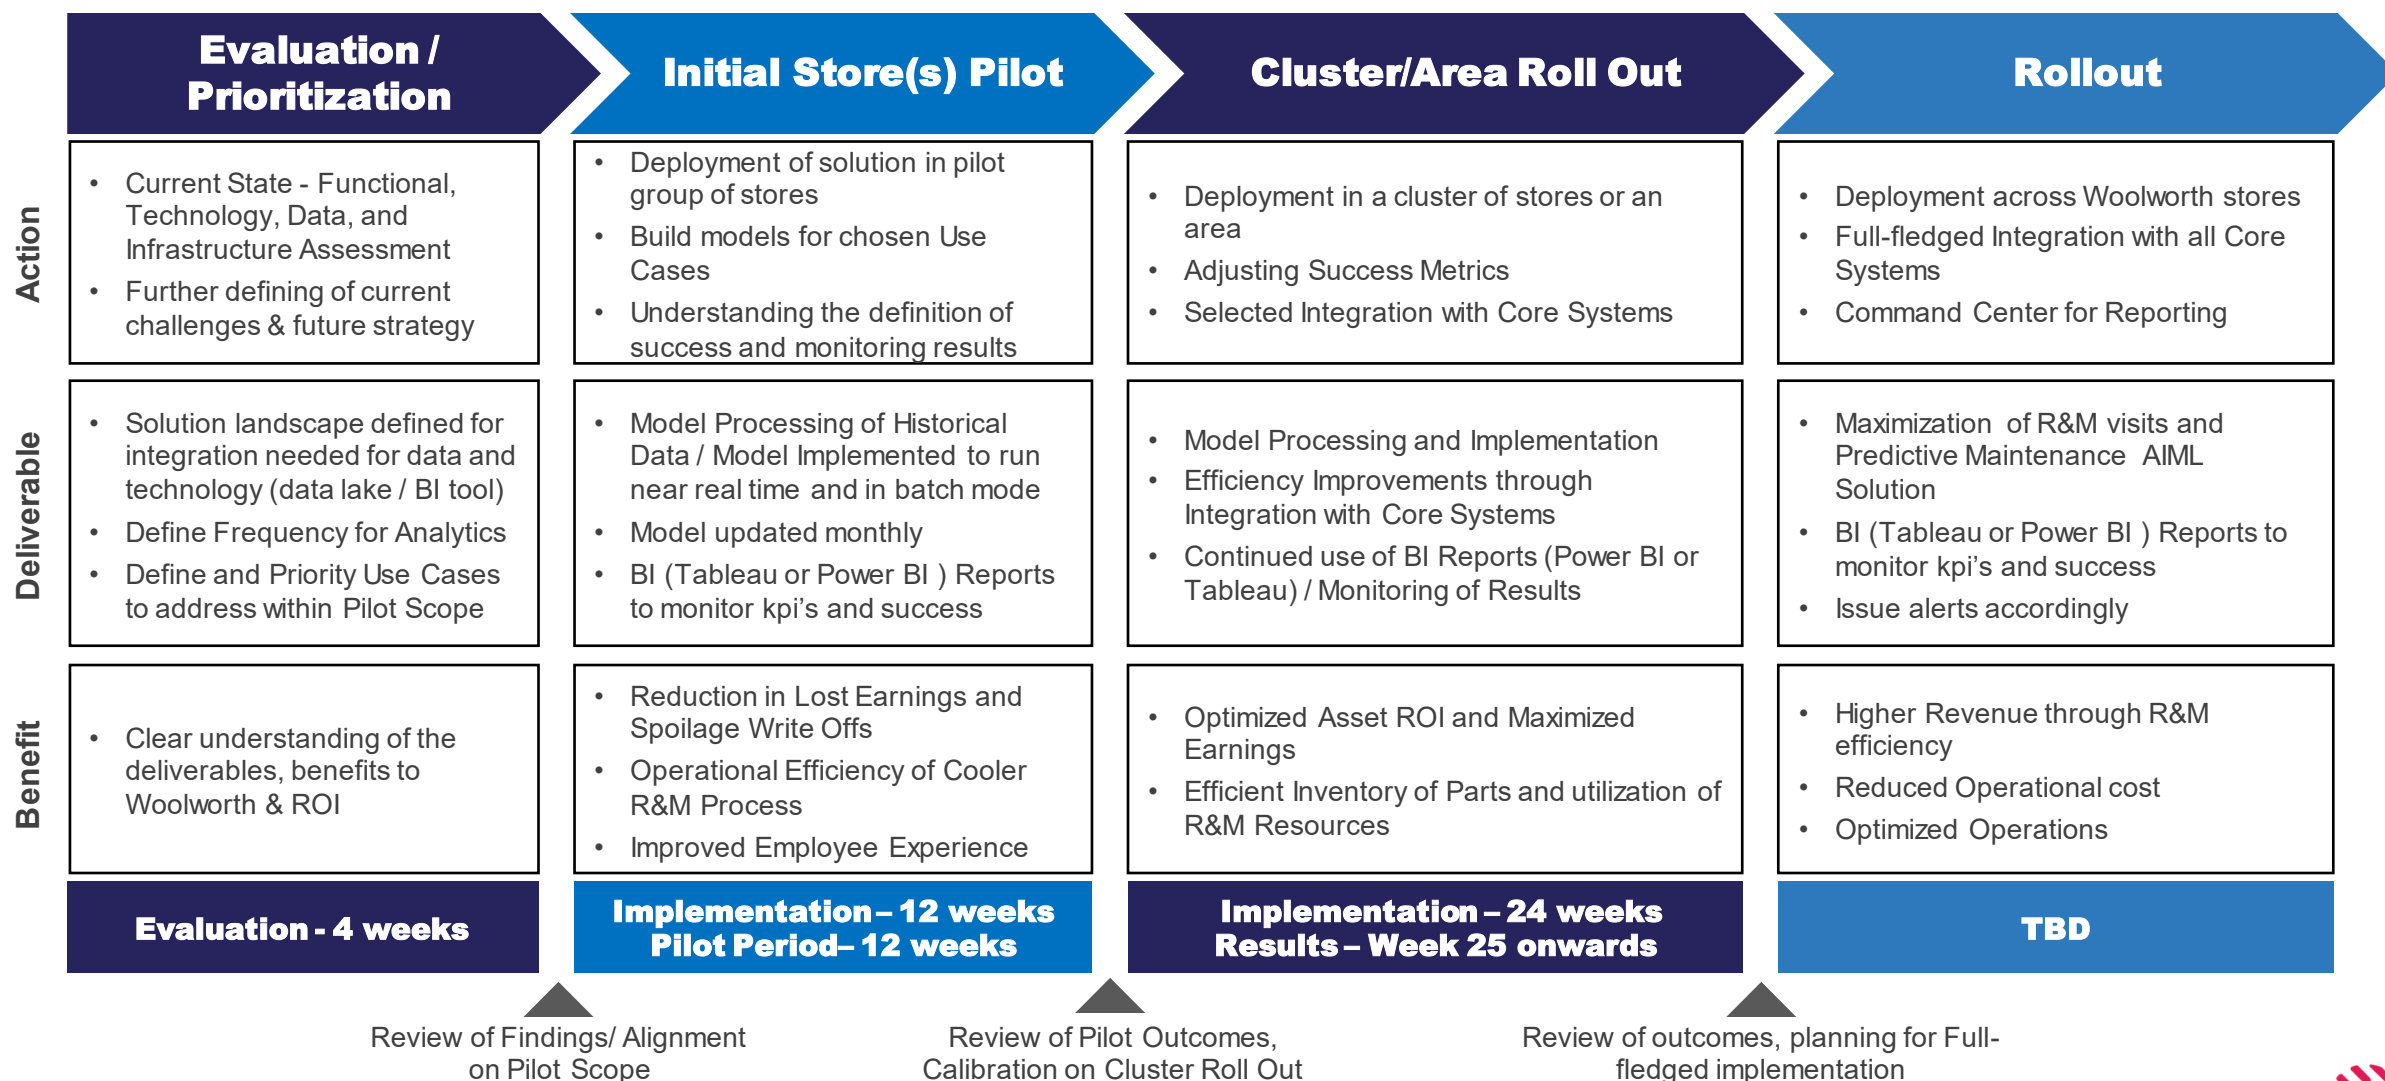 Evaluation /
Prioritization
Initial Store(s) Pilot
Cluster/Area Roll Out
Rollout
Action
• Current State - Functional,
Technology, Data, and
Infrastructure Assessment
• Further defining of current
challenges & future strategy
• Deployment of solution in pilot
group of stores
• Build models for chosen Use
Cases
• Understanding the definition of
success and monitoring results
• Deployment in a cluster of stores or an
area
• Adjusting Success Metrics
• Selected Integration with Core Systems
• Deployment across Woolworth stores
• Full-fledged Integration with all Core
Systems
• Command Center for Reporting
Deliverable
• Solution landscape defined for
integration needed for data and
technology (data lake / BI tool)
• Define Frequency for Analytics
• Define and Priority Use Cases
to address within Pilot Scope
• Model Processing of Historical
Data / Model Implemented to run
near real time and in batch mode
• Model updated monthly
• BI (Tableau or Power BI ) Reports
to monitor kpi's and success
• Model Processing and Implementation
• Efficiency Improvements through
Integration with Core Systems
• Continued use of BI Reports (Power BI or
Tableau) / Monitoring of Results
• Maximization of R&M visits and
Predictive Maintenance AIML
Solution
• BI (Tableau or Power BI ) Reports to
monitor kpi's and success
• Issue alerts accordingly
Benefit
• Clear understanding of the
deliverables, benefits to
Woolworth & ROI
• Reduction in Lost Earnings and
Spoilage Write Offs
• Operational Efficiency of Cooler
R&M Process
• Improved Employee Experience
• Optimized Asset ROI and Maximized
Earnings
• Efficient Inventory of Parts and utilization of
R&M Resources
• Higher Revenue through R&M
efficiency
• Reduced Operational cost
• Optimized Operations
Evaluation - 4 weeks
Implementation – 12 weeks
Pilot Period– 12 weeks
Implementation – 24 weeks
Results – Week 25 onwards
TBD
Review of Findings/ Alignment
on Pilot Scope
Review of Pilot Outcomes,
Calibration on Cluster Roll Out
Review of outcomes, planning for Full-
fledged implementation